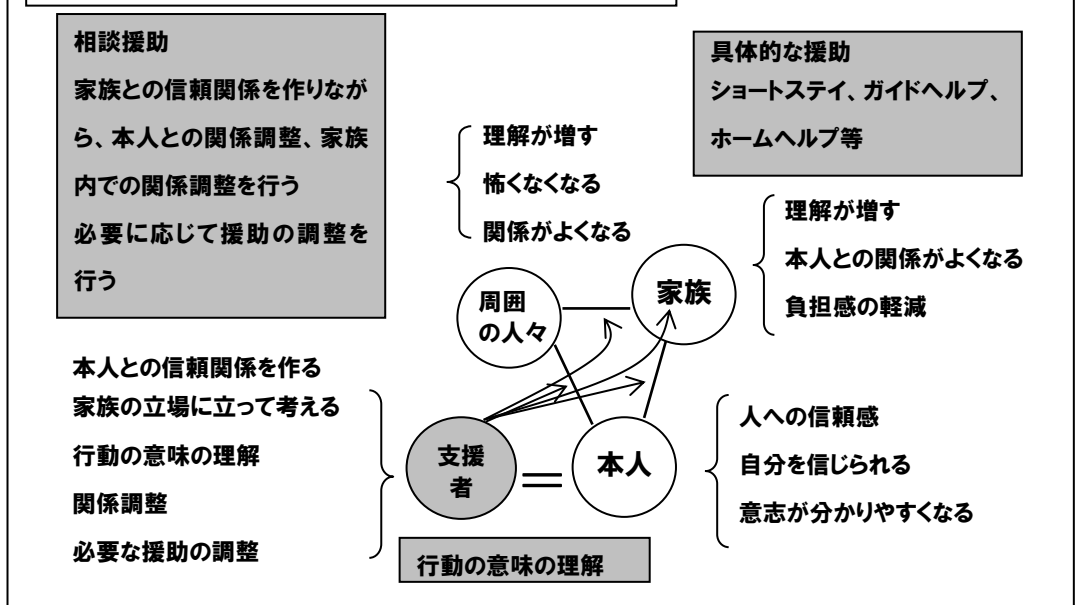 相談援助
家族との信頼関係を作りなが
ら、本人との関係調整、家族
内での関係調整を行う
必要に応じて援助の調整を
行う
具体的な援助
ショートステイ、ガイドヘルプ、
ホームヘルプ等
理解が増す
怖くなくなる
関係がよくなる
理解が増す
本人との関係がよくなる
負担感の軽減
周囲
の人々
家族
本人との信頼関係を作る
家族の立場に立って考える
行動の意味の理解
関係調整
必要な援助の調整
支援
者
本人
人への信頼感
自分を信じられる
意志が分かりやすくなる
行動の意味の理解